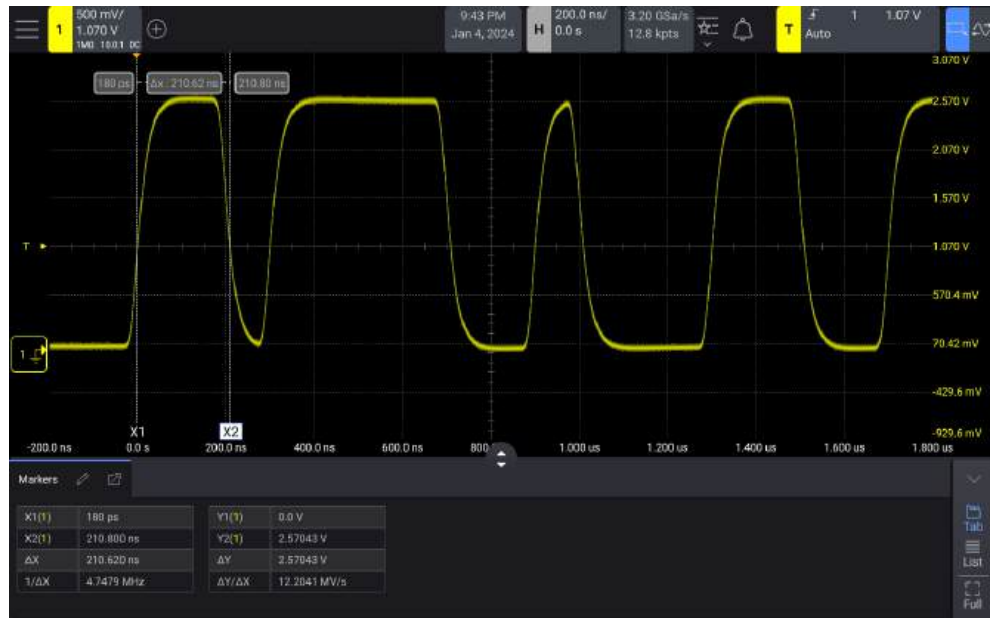 1 500 mV/ 1.070 V 1MΩ 10.0:1 DC
9:43 PM Jan 4, 2024
H 200.0 ns/ 0.0 s 3.20 GSa/s 12.8 kpts
T Auto 1 1.07 V
3.070 V
180 ps Δx : 210.62 ns 210.80 ns
2.570 V
2.070 V
1.570 V
T 1.070 V
570.4 mV
1 70.42 mV
-429.6 mV
X1 X2 -929.6 mV
-200.0 ns 0.0 s 200.0 ns 400.0 ns 600.0 ns 800 1.000 us 1.200 us 1.400 us 1.600 us 1.800 us
Markers
X1(1) 180 ps Y1(1) 0.0 V
X2(1) 210.800 ns Y2(1) 2.57043 V
ΔX 210.620 ns ΔY 2.57043 V
1/ΔX 4.7479 MHz ΔY/ΔX 12.2041 MV/s
Tab
List
Full